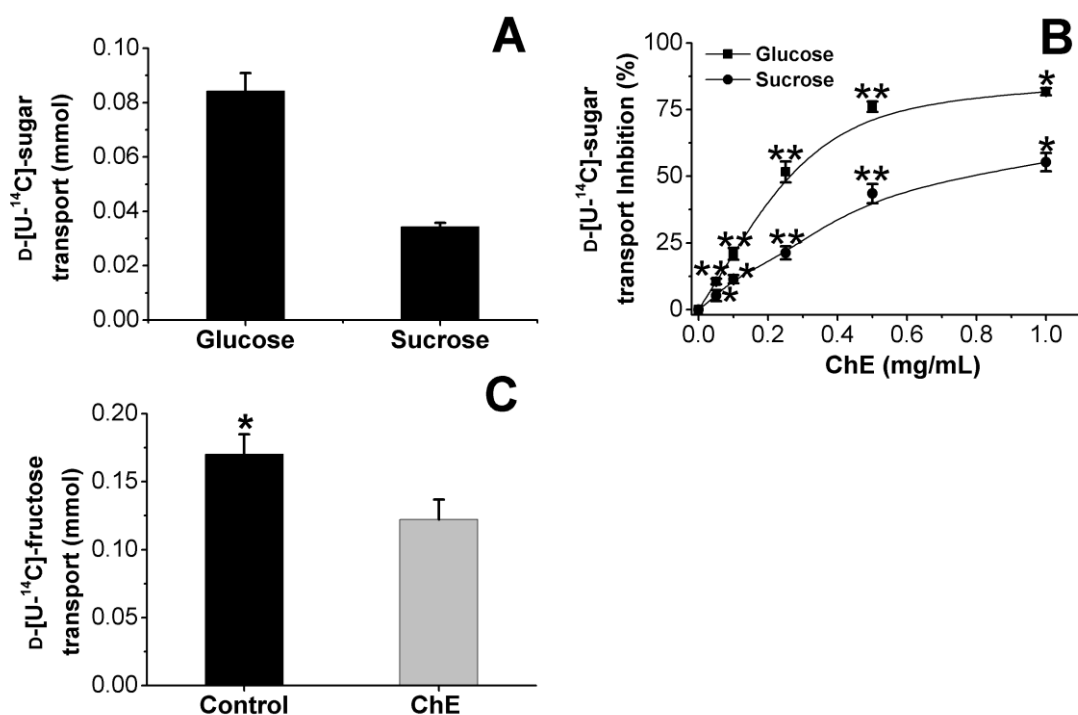 A
D-[U-¹⁴C]-sugar
transport (mmol)
0.10
0.08
0.06
0.04
0.02
0.00
Glucose
Sucrose
B
D-[U-¹⁴C]-sugar
transport Inhbition (%)
100
75
50
25
0
Glucose
Sucrose
**
**
**
*
*
**
**
**
*
*
0.0
0.2
0.4
0.6
0.8
1.0
ChE (mg/mL)
C
D-[U-¹⁴C]-fructose
transport (mmol)
0.20
0.15
0.10
0.05
0.00
*
Control
ChE